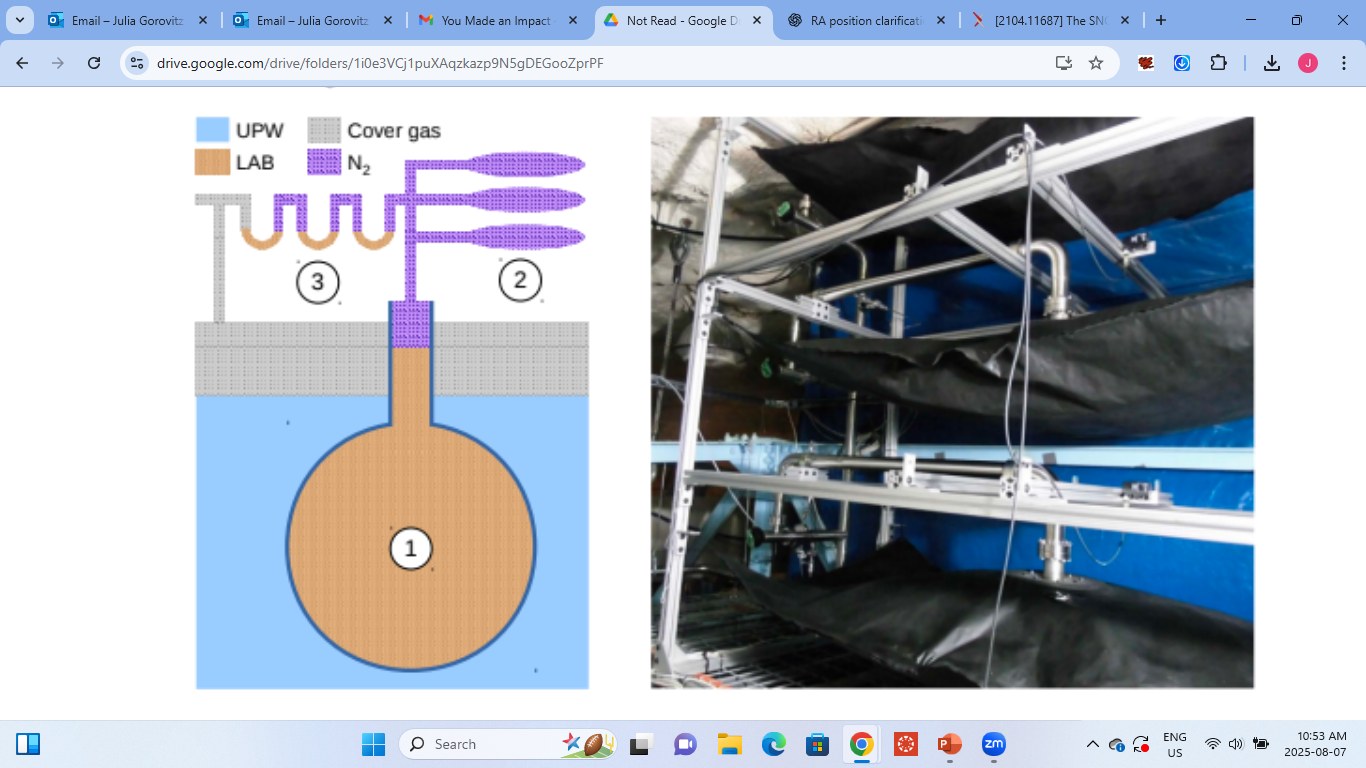 Email – Julia Gorovitz
Email – Julia Gorovitz
You Made an Impact -
Not Read - Google D
RA position clarificati
[2104.11687] The SNO
drive.google.com/drive/folders/1i0e3VCj1puXAqzkazp9N5gDEGooZprPF
J
UPW
Cover gas
LAB
N₂
3
2
1
Search
zm
ENG
US
10:53 AM
2025-08-07